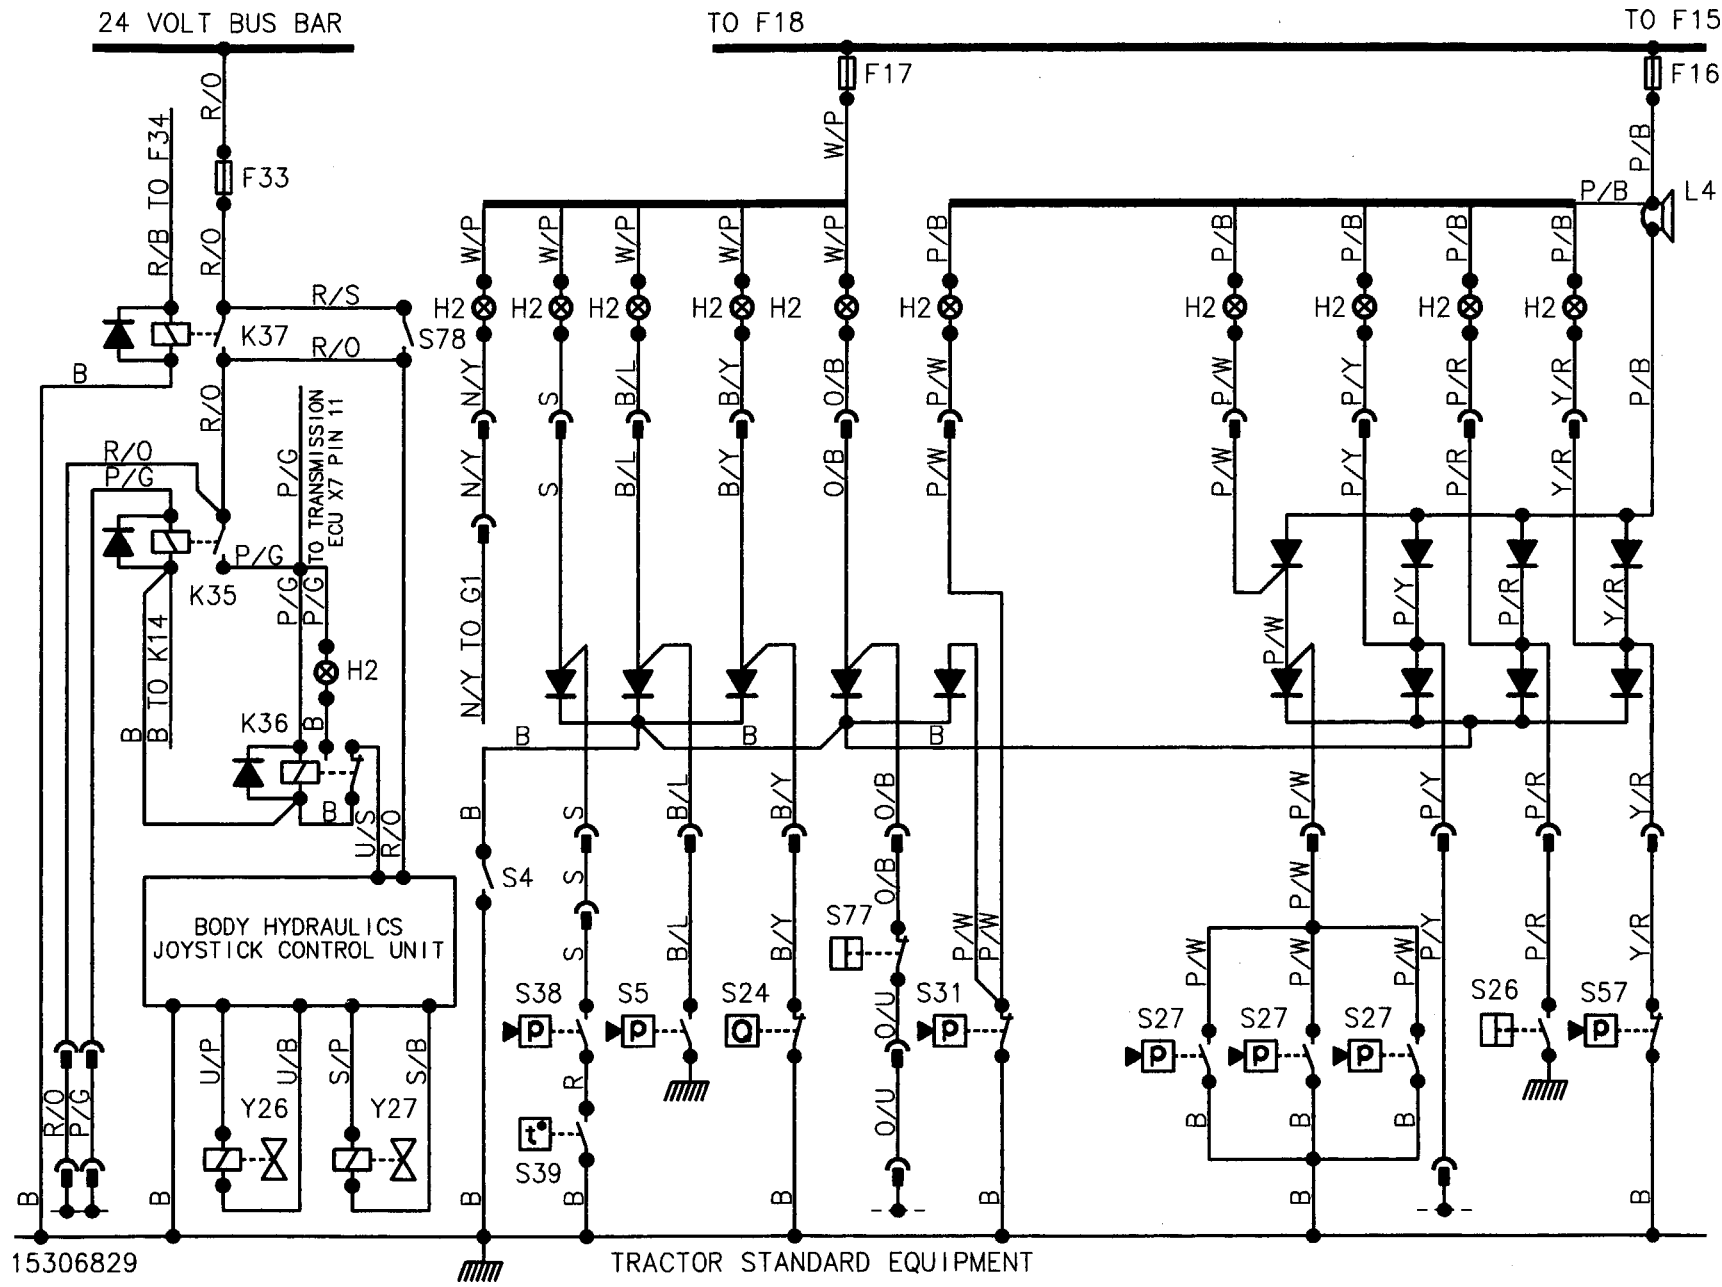 24 VOLT BUS BAR
TO F18
TO F15
F17
F16
R/O
R/B TO F34
F33
W/P
P/B
P/B
L4
R/O
W/P
W/P
W/P
W/P
W/P
P/B
P/B
P/B
P/B
P/B
R/S
H2
H2
H2
H2
H2
H2
H2
H2
H2
H2
K37
S78
R/O
B
R/O
N/Y
S
B/L
B/Y
O/B
P/W
P/W
P/Y
P/R
Y/R
P/B
P/G
TO TRANSMISSION
ECU X7 PIN 11
R/O
P/G
N/Y
S
B/L
B/Y
O/B
P/W
P/W
P/Y
P/R
Y/R
P/G
K35
P/G
P/G
N/Y TO G1
P/Y
P/R
Y/R
P/W
B
B TO K14
H2
K36
B
B
B
B
B
U/S
R/O
B
S
B/L
B/Y
O/B
P/W
P/Y
P/R
Y/R
S4
S
O/B
P/W
BODY HYDRAULICS
JOYSTICK CONTROL UNIT
S77
S
B/L
B/Y
P/W
P/W
P/W
P/W
P/W
P/Y
P/R
Y/R
S38
S5
S24
O/U
S31
S27
S27
S27
S26
S57
P
P
Q
P
P
P
P
P
U/P
U/B
S/P
S/B
R
R/O
P/G
Y26
Y27
O/U
B
B
B
t°
S39
B
B
B
B
B
B
B
B
15306829
TRACTOR STANDARD EQUIPMENT